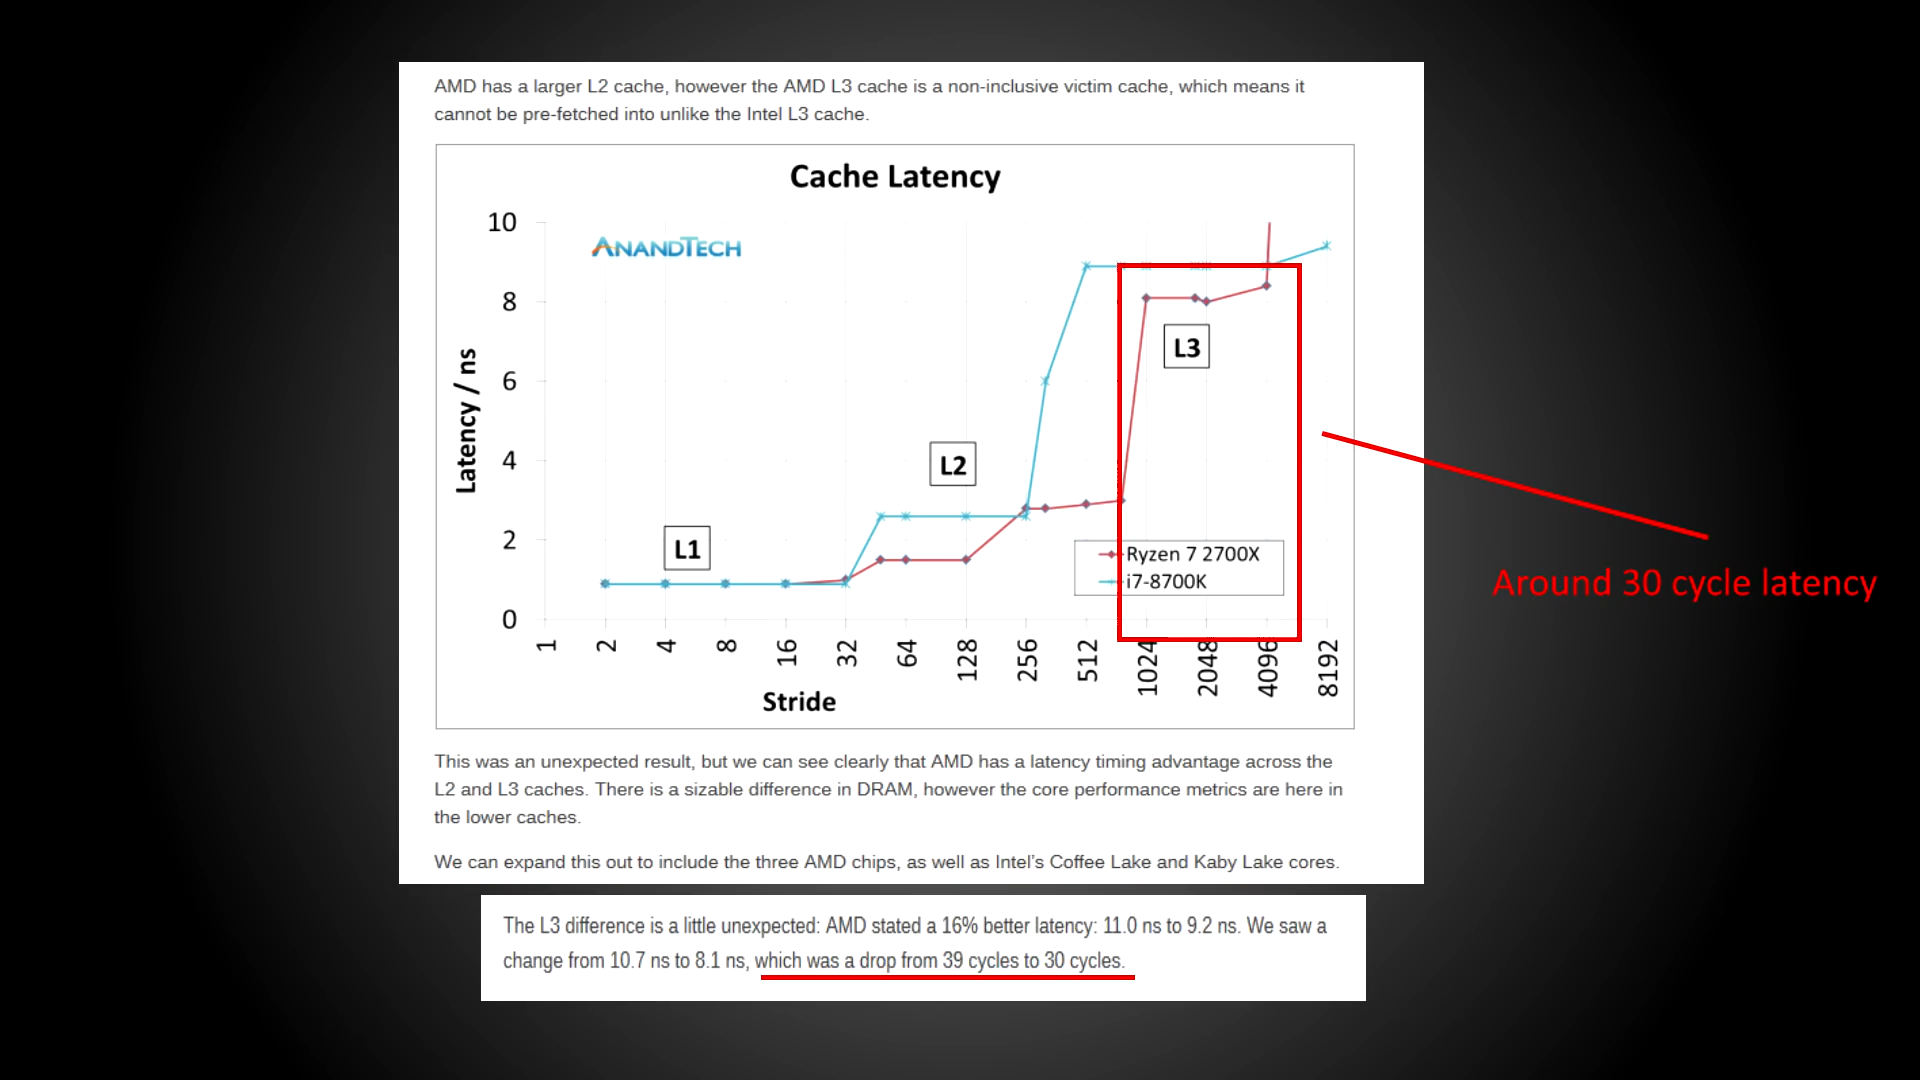 AMD has a larger L2 cache, however the AMD L3 cache is a non-inclusive victim cache, which means it
cannot be pre-fetched into unlike the Intel L3 cache.
Cache Latency
ANANDTECH
10
8
6
4
2
0
Latency / ns
L1
L2
L3
Ryzen 7 2700X
i7-8700K
1
2
4
8
16
32
64
128
256
512
1024
2048
4096
8192
Stride
Around 30 cycle latency
This was an unexpected result, but we can see clearly that AMD has a latency timing advantage across the
L2 and L3 caches. There is a sizable difference in DRAM, however the core performance metrics are here in
the lower caches.
We can expand this out to include the three AMD chips, as well as Intel's Coffee Lake and Kaby Lake cores.
The L3 difference is a little unexpected: AMD stated a 16% better latency: 11.0 ns to 9.2 ns. We saw a
change from 10.7 ns to 8.1 ns, which was a drop from 39 cycles to 30 cycles.